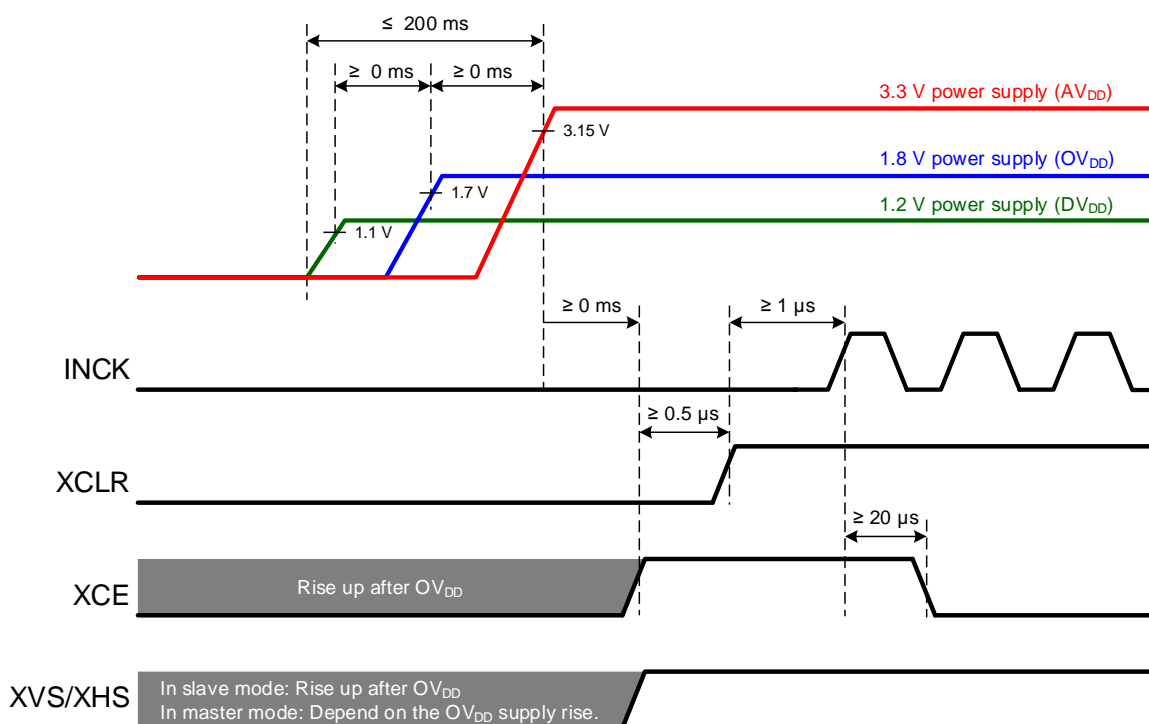 ≤ 200 ms
≥ 0 ms
≥ 0 ms
3.3 V power supply (AVDD)
3.15 V
1.8 V power supply (OVDD)
1.7 V
1.2 V power supply (DVDD)
1.1 V
≥ 0 ms
≥ 1 µs
INCK
≥ 0.5 µs
XCLR
≥ 20 µs
XCE
Rise up after OVDD
XVS/XHS
In slave mode: Rise up after OVDD
In master mode: Depend on the OVDD supply rise.